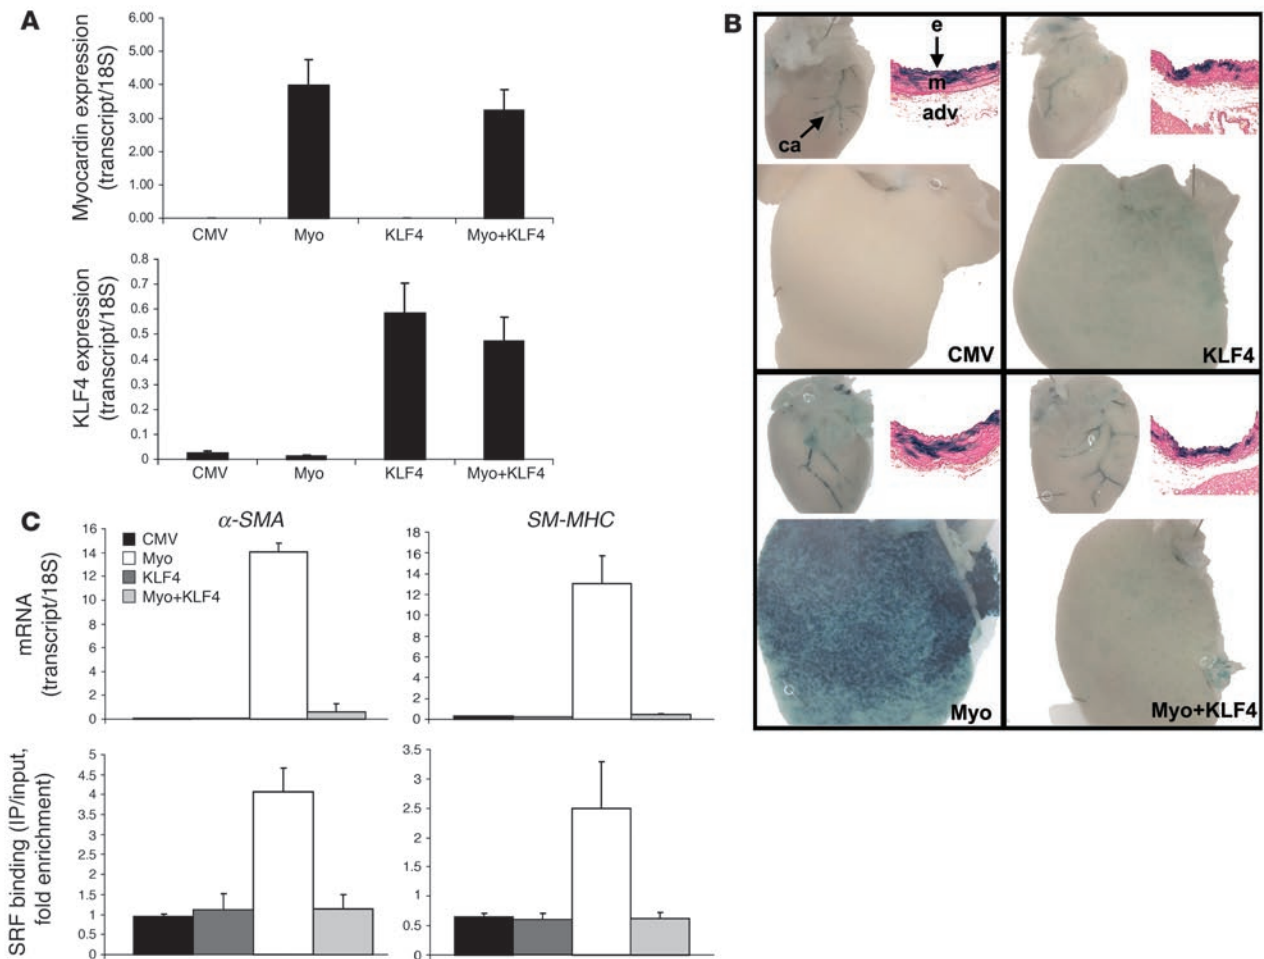 A
Myocardin expression
(transcript/18S)
6.00
5.00
4.00
3.00
2.00
1.00
0.00
CMV
Myo
KLF4
Myo+KLF4
KLF4 expression
(transcript/18S)
0.8
0.7
0.6
0.5
0.4
0.3
0.2
0.1
0
CMV
Myo
KLF4
Myo+KLF4
B
e
m
adv
ca
CMV
KLF4
Myo
Myo+KLF4
C
α-SMA
mRNA
(transcript/18S)
16
14
12
10
8
6
4
2
0
CMV
Myo
KLF4
Myo+KLF4
SM-MHC
18
16
14
12
10
8
6
4
2
0
SRF binding (IP/input,
fold enrichment)
5
4.5
4
3.5
3
2.5
2
1.5
1
0.5
0
3.5
3
2.5
2
1.5
1
0.5
0